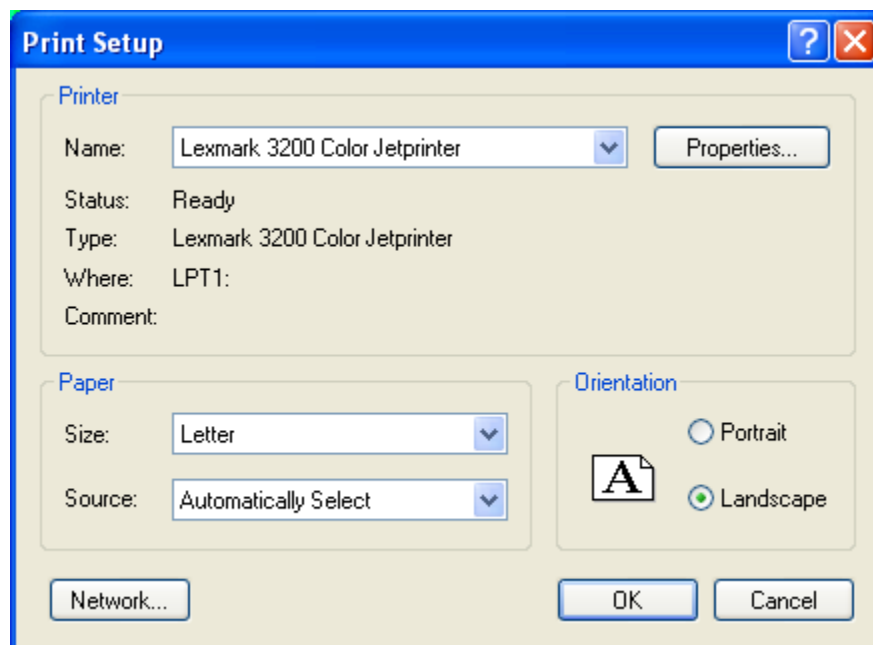 Print Setup
Printer
Name: Lexmark 3200 Color Jetprinter Properties...
Status: Ready
Type: Lexmark 3200 Color Jetprinter
Where: LPT1:
Comment:
Paper
Size: Letter
Source: Automatically Select
Orientation
A
Portrait
Landscape
Network... OK Cancel